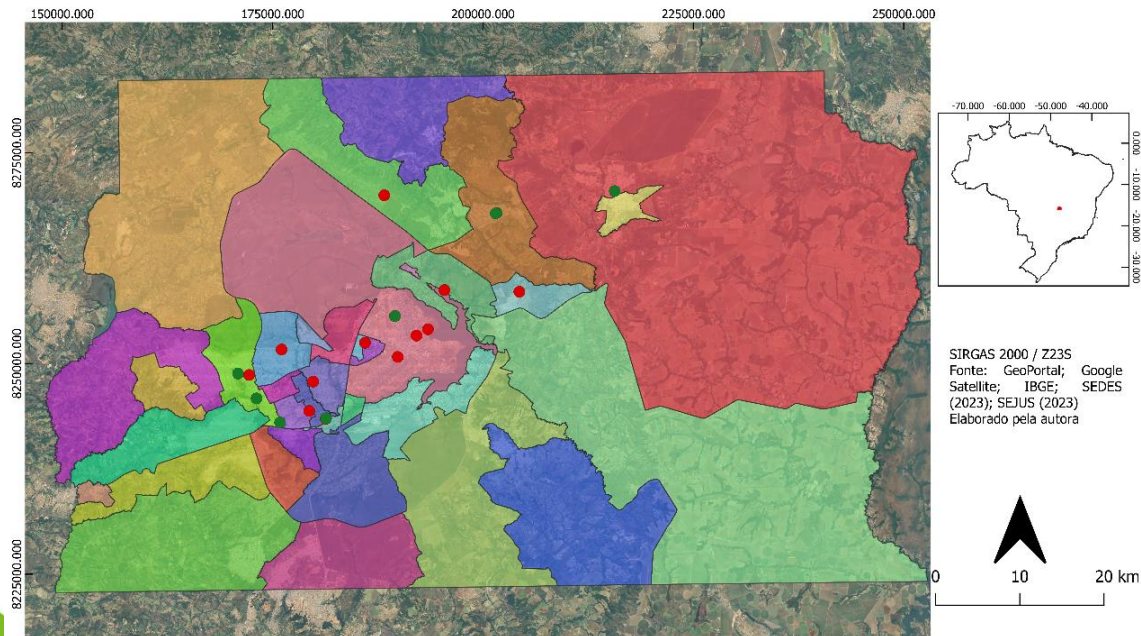 150000.000 175000.000 200000.000 225000.000 250000.000
8275000.000
8250000.000
8225000.000
-70.000 -60.000 -50.000 -40.000
0.000
-10.000
-20.000
-30.000
SIRGAS 2000 / Z23S
Fonte: GeoPortal; Google
Satellite; IBGE; SEDES
(2023); SEJUS (2023)
Elaborado pela autora
0 10 20 km